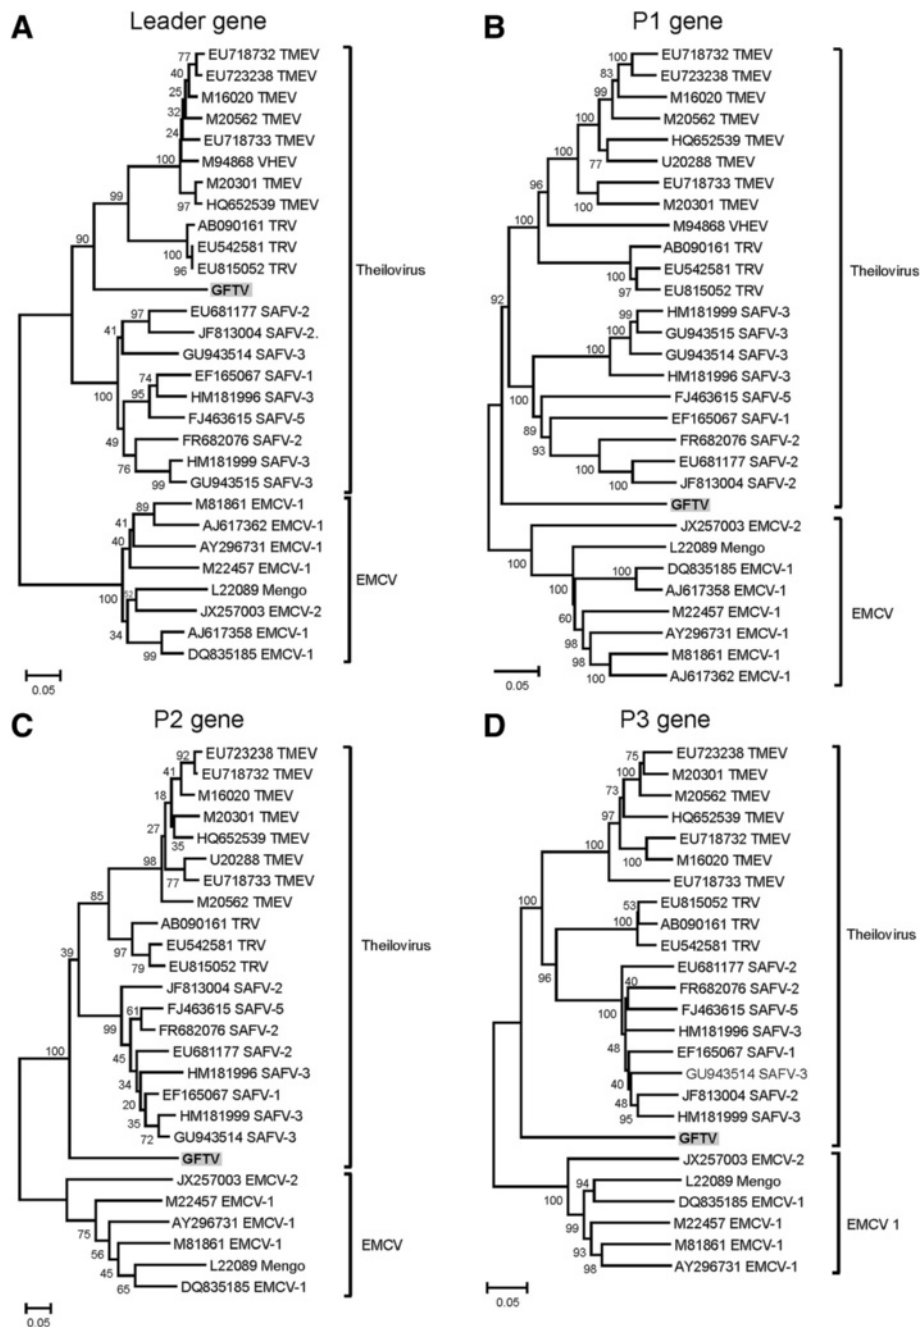 A
Leader gene
77
EU718732 TMEV
40
EU723238 TMEV
25
M16020 TMEV
32
M20562 TMEV
24
EU718733 TMEV
100
M94868 VHEV
M20301 TMEV
97
HQ652539 TMEV
99
AB090161 TRV
EU542581 TRV
100
96
EU815052 TRV
90
GFTV
97
EU681177 SAFV-2
41
JF813004 SAFV-2.
GU943514 SAFV-3
74
EF165067 SAFV-1
100
95
HM181996 SAFV-3
FJ463615 SAFV-5
49
FR682076 SAFV-2
76
HM181999 SAFV-3
99
GU943515 SAFV-3
Theilovirus
89
M81861 EMCV-1
41
AJ617362 EMCV-1
40
AY296731 EMCV-1
M22457 EMCV-1
100
52
L22089 Mengo
JX257003 EMCV-2
34
AJ617358 EMCV-1
99
DQ835185 EMCV-1
EMCV
0.05
B
P1 gene
100
EU718732 TMEV
83
EU723238 TMEV
99
M16020 TMEV
M20562 TMEV
100
HQ652539 TMEV
77
U20288 TMEV
100
EU718733 TMEV
100
M20301 TMEV
96
M94868 VHEV
100
AB090161 TRV
100
EU542581 TRV
97
EU815052 TRV
92
99
HM181999 SAFV-3
100
GU943515 SAFV-3
100
GU943514 SAFV-3
HM181996 SAFV-3
100
FJ463615 SAFV-5
89
EF165067 SAFV-1
93
FR682076 SAFV-2
100
EU681177 SAFV-2
100
JF813004 SAFV-2
GFTV
Theilovirus
JX257003 EMCV-2
100
L22089 Mengo
100
DQ835185 EMCV-1
100
AJ617358 EMCV-1
60
M22457 EMCV-1
98
AY296731 EMCV-1
98
M81861 EMCV-1
100
AJ617362 EMCV-1
EMCV
0.05
C
P2 gene
92
EU723238 TMEV
41
EU718732 TMEV
18
M16020 TMEV
M20301 TMEV
27
35
HQ652539 TMEV
98
U20288 TMEV
77
EU718733 TMEV
M20562 TMEV
85
AB090161 TRV
97
EU542581 TRV
79
EU815052 TRV
39
JF813004 SAFV-2
61
FJ463615 SAFV-5
99
FR682076 SAFV-2
45
EU681177 SAFV-2
34
HM181996 SAFV-3
20
EF165067 SAFV-1
35
HM181999 SAFV-3
72
GU943514 SAFV-3
100
GFTV
Theilovirus
JX257003 EMCV-2
M22457 EMCV-1
75
AY296731 EMCV-1
56
M81861 EMCV-1
45
L22089 Mengo
65
DQ835185 EMCV-1
EMCV
0.05
D
P3 gene
75
EU723238 TMEV
100
M20301 TMEV
73
M20562 TMEV
97
HQ652539 TMEV
100
EU718732 TMEV
100
M16020 TMEV
EU718733 TMEV
100
53
EU815052 TRV
100
AB090161 TRV
EU542581 TRV
96
EU681177 SAFV-2
40
FR682076 SAFV-2
100
FJ463615 SAFV-5
HM181996 SAFV-3
48
EF165067 SAFV-1
GU943514 SAFV-3
40
JF813004 SAFV-2
48
95
HM181999 SAFV-3
GFTV
Theilovirus
JX257003 EMCV-2
100
94
L22089 Mengo
DQ835185 EMCV-1
99
M22457 EMCV-1
93
M81861 EMCV-1
98
AY296731 EMCV-1
EMCV 1
0.05